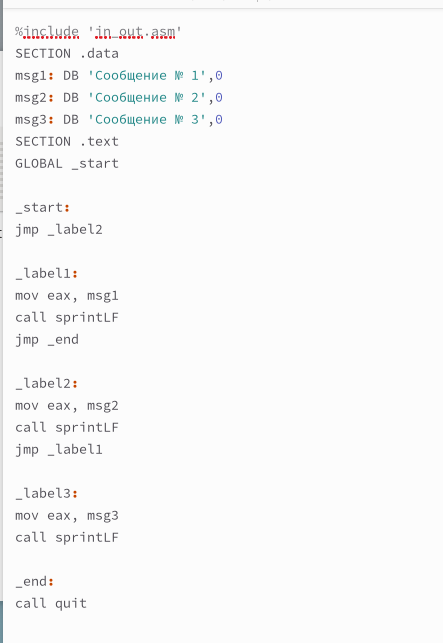 %include 'in_out.asm'
SECTION .data
msg1: DB 'Сообщение № 1',0
msg2: DB 'Сообщение № 2',0
msg3: DB 'Сообщение № 3',0
SECTION .text
GLOBAL _start
_start:
jmp _label2
_label1:
mov eax, msg1
call sprintLF
jmp _end
_label2:
mov eax, msg2
call sprintLF
jmp _label1
_label3:
mov eax, msg3
call sprintLF
_end:
call quit